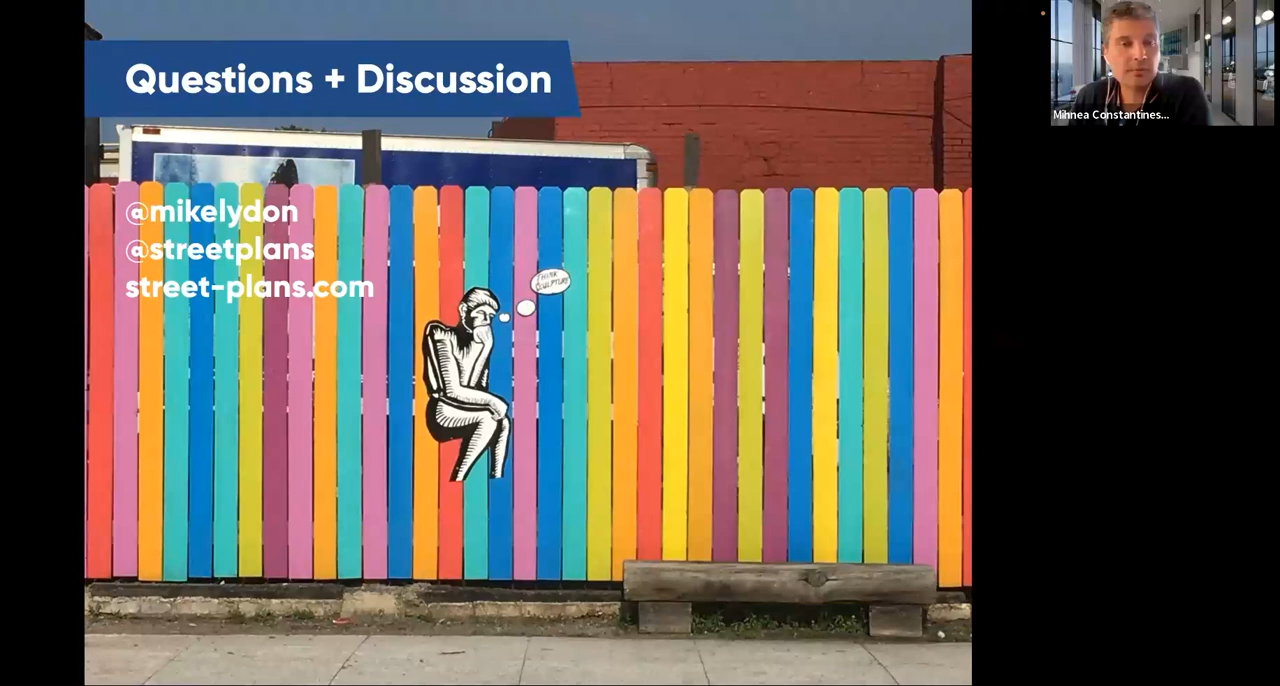 Questions + Discussion
@mikelydon
@streetplans
street-plans.com
THINK
SCULPTURE
Mihnea Constantines...